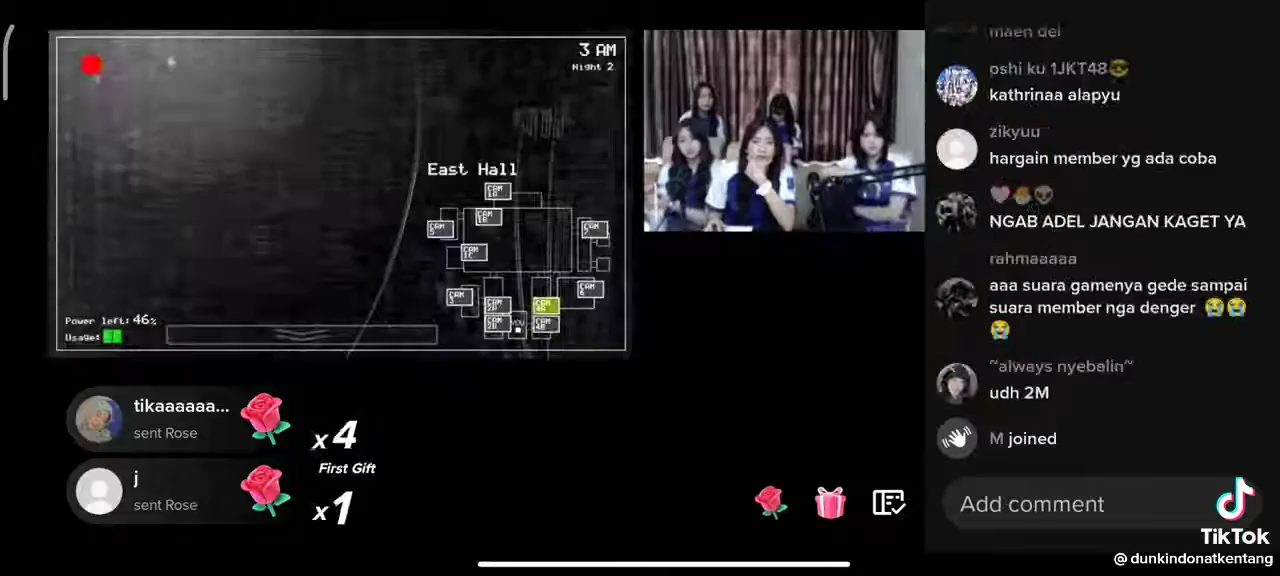 3 AM
Night 2
East Hall
CAM 1A
CAM 1B
CAM 5
CAM 7
CAM 1C
CAM 3
CAM 6
CAM 2A
CAM 4A
CAM 2B
YOU
CAM 4B
Power left: 46%
Usage:
tikaaaaaa...
sent Rose
x4
First Gift
j
sent Rose
x1
maen del
oshi ku 1JKT48😎
kathrinaa alapyu
zikyuu
hargain member yg ada coba
NGAB ADEL JANGAN KAGET YA
rahmaaaaa
aaa suara gamenya gede sampai
suara member nga denger 😭😭
😭
~always nyebelin~
udh 2M
M joined
Add comment
TikTok
@dunkindonatkentang